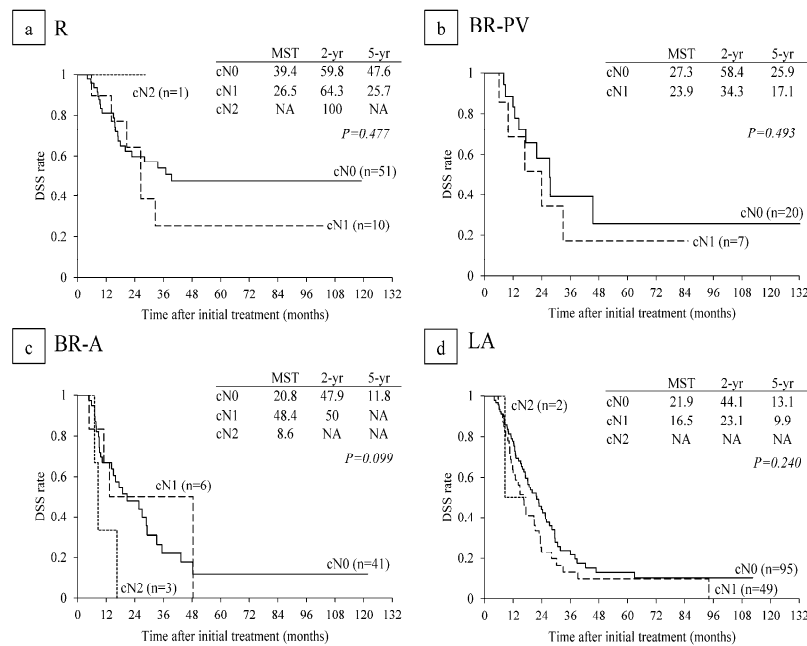 a R
MST 2-yr 5-yr
cN0 39.4 59.8 47.6
cN1 26.5 64.3 25.7
cN2 NA 100 NA
P=0.477
cN2 (n=1)
cN0 (n=51)
cN1 (n=10)
DSS rate
1
0.8
0.6
0.4
0.2
0
0 12 24 36 48 60 72 84 96 108 120 132
Time after initial treatment (months)
b BR-PV
MST 2-yr 5-yr
cN0 27.3 58.4 25.9
cN1 23.9 34.3 17.1
P=0.493
cN0 (n=20)
cN1 (n=7)
DSS rate
1
0.8
0.6
0.4
0.2
0
0 12 24 36 48 60 72 84 96 108 120 132
Time after initial treatment (months)
c BR-A
MST 2-yr 5-yr
cN0 20.8 47.9 11.8
cN1 48.4 50 NA
cN2 8.6 NA NA
P=0.099
cN1 (n=6)
cN0 (n=41)
cN2 (n=3)
DSS rate
1
0.8
0.6
0.4
0.2
0
0 12 24 36 48 60 72 84 96 108 120 132
Time after initial treatment (months)
d LA
MST 2-yr 5-yr
cN0 21.9 44.1 13.1
cN1 16.5 23.1 9.9
cN2 NA NA NA
P=0.240
cN2 (n=2)
cN0 (n=95)
cN1 (n=49)
DSS rate
1
0.8
0.6
0.4
0.2
0
0 12 24 36 48 60 72 84 96 108 120 132
Time after initial treatment (months)